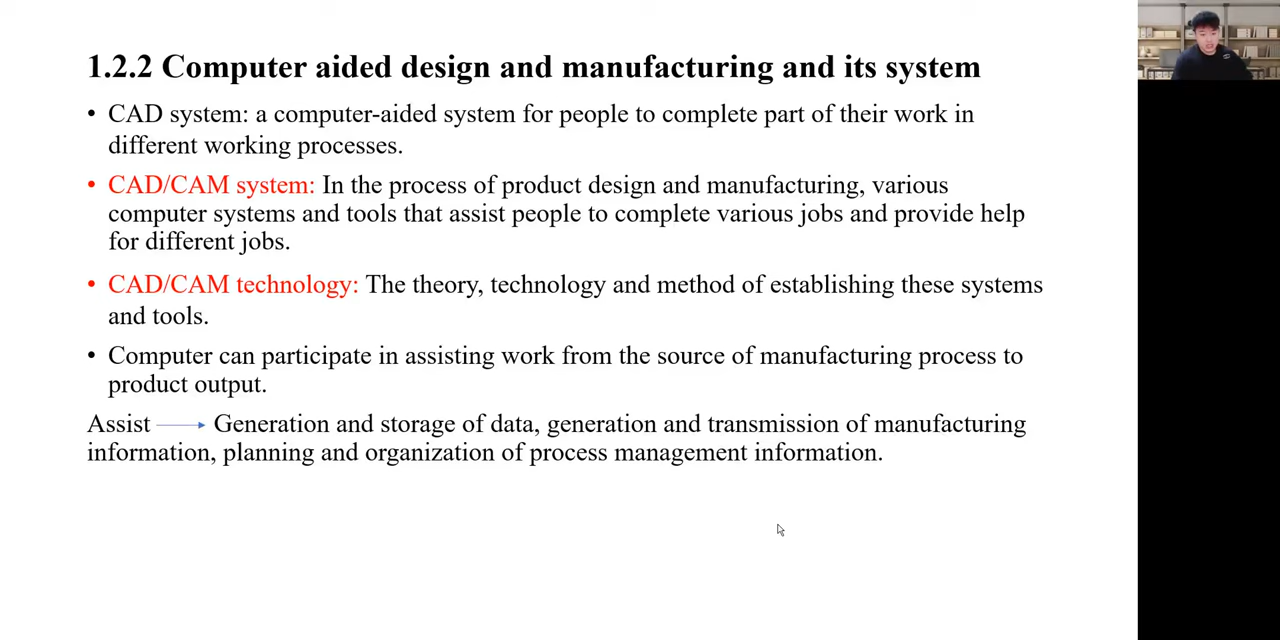 1.2.2 Computer aided design and manufacturing and its system
• CAD system: a computer-aided system for people to complete part of their work in
different working processes.
• CAD/CAM system: In the process of product design and manufacturing, various
computer systems and tools that assist people to complete various jobs and provide help
for different jobs.
• CAD/CAM technology: The theory, technology and method of establishing these systems
and tools.
• Computer can participate in assisting work from the source of manufacturing process to
product output.
Assist → Generation and storage of data, generation and transmission of manufacturing
information, planning and organization of process management information.